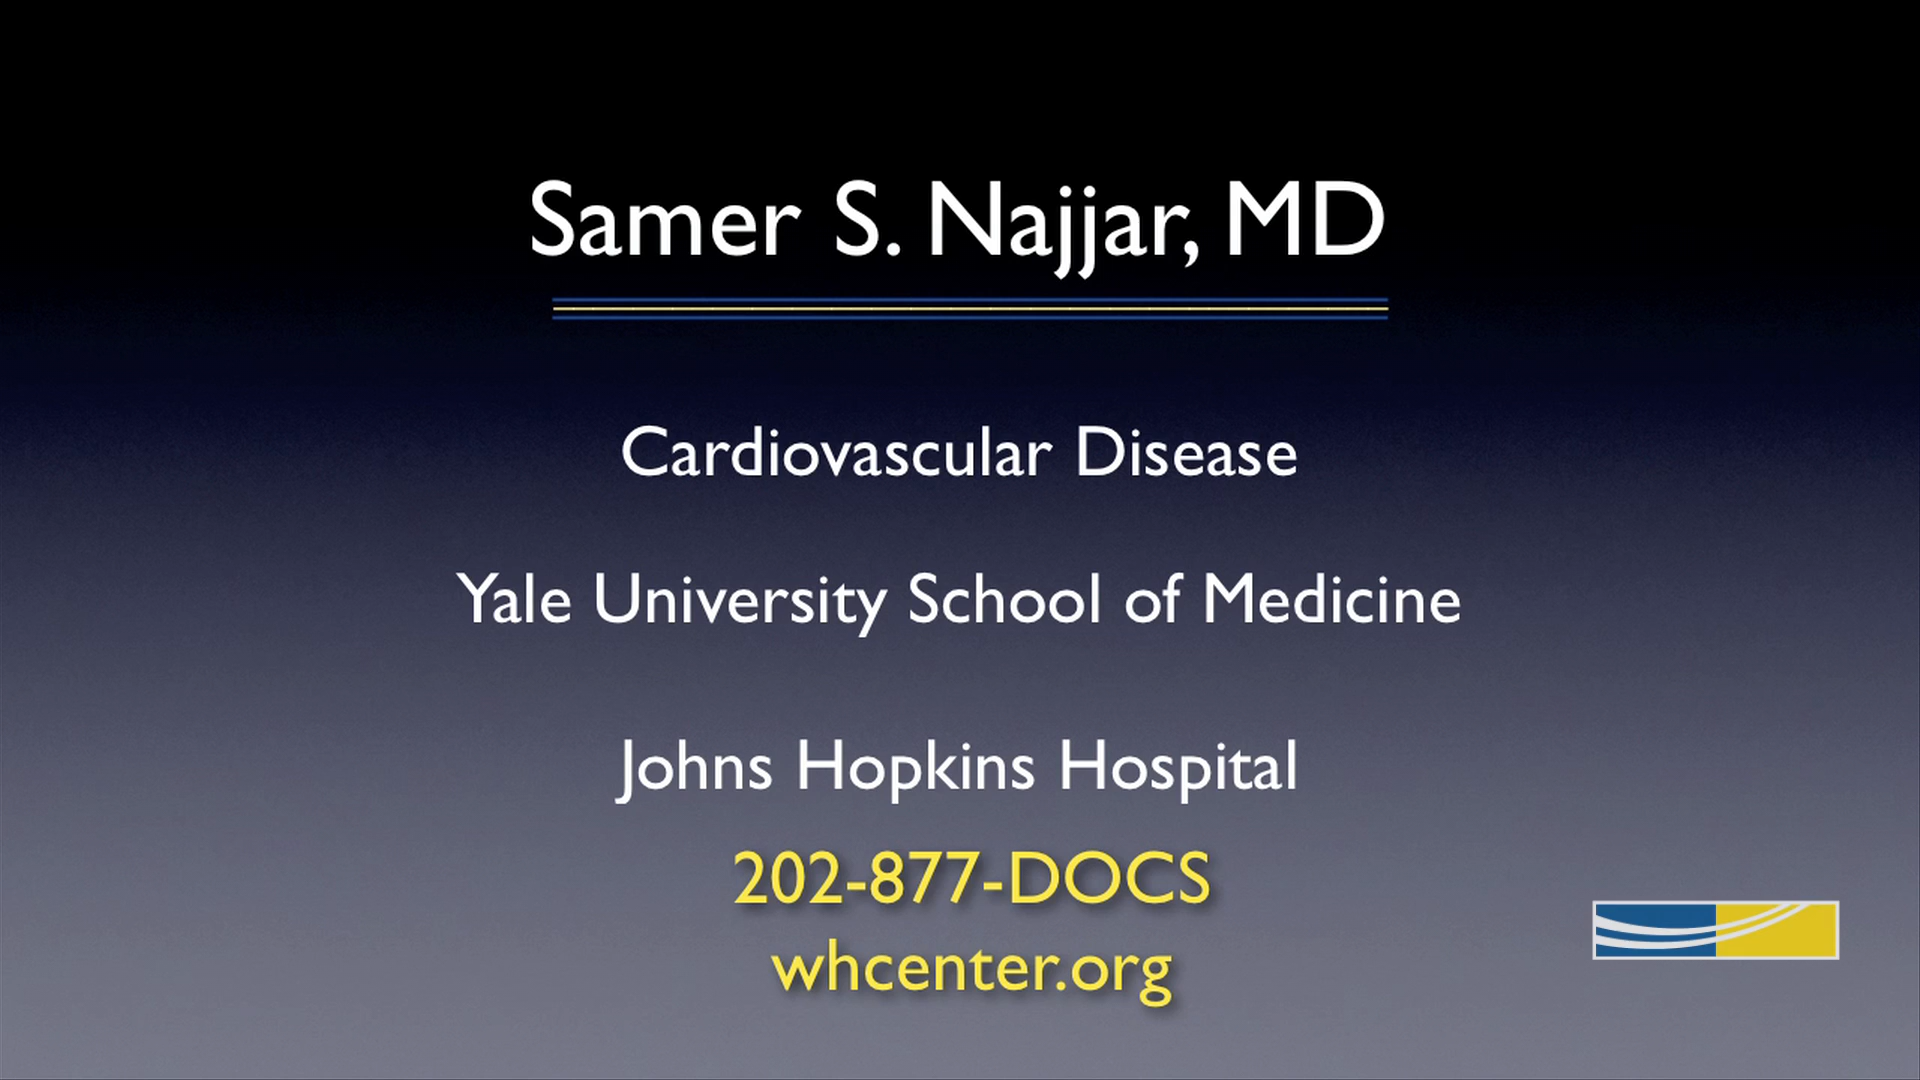 Samer S. Najjar, MD
Cardiovascular Disease
Yale University School of Medicine
Johns Hopkins Hospital
202-877-DOCS
whcenter.org